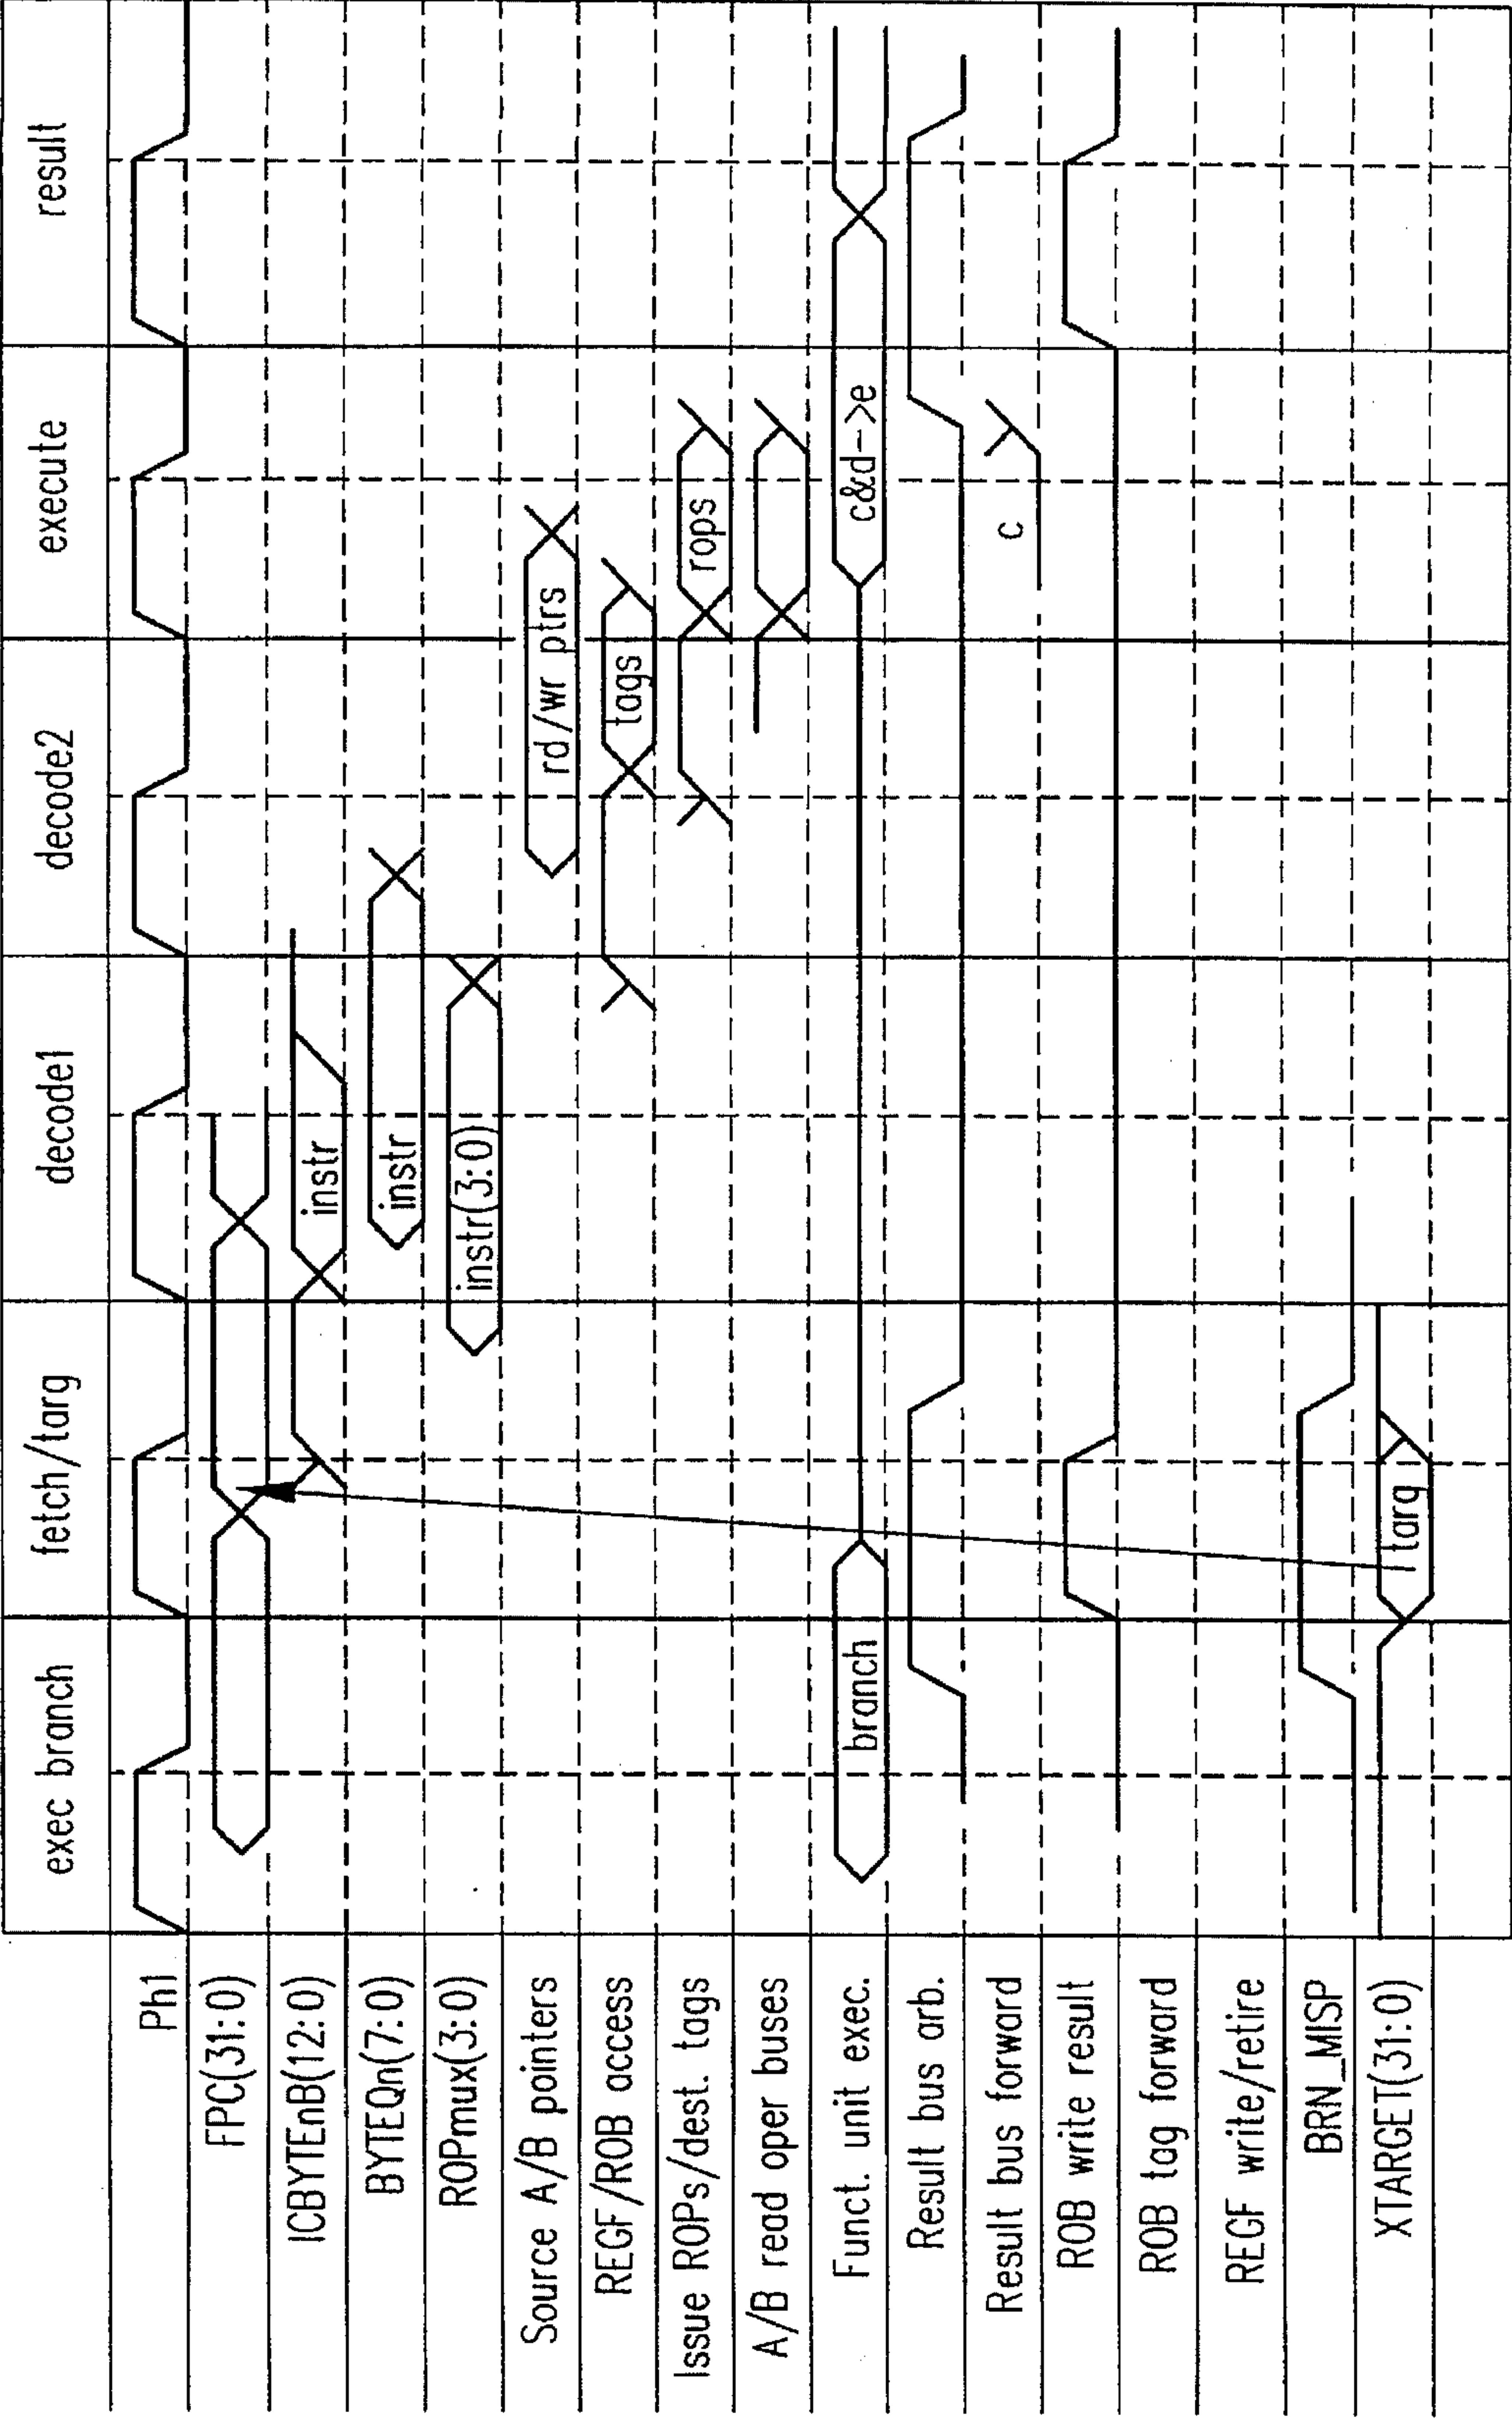 exec branch
fetch/targ
decode1
decode2
execute
result
Ph1
FPC(31:0)
ICBYTEnB(12:0)
instr
BYTEQn(7:0)
instr
ROPmux(3:0)
instr(3:0)
Source A/B pointers
rd/wr ptrs
REGF/ROB access
tags
Issue ROPs/dest. tags
rops
A/B read oper buses
Funct. unit exec.
branch
c&d->e
Result bus arb.
Result bus forward
c
ROB write result
ROB tag forward
REGF write/retire
BRN_MISP
XTARGET(31:0)
targ